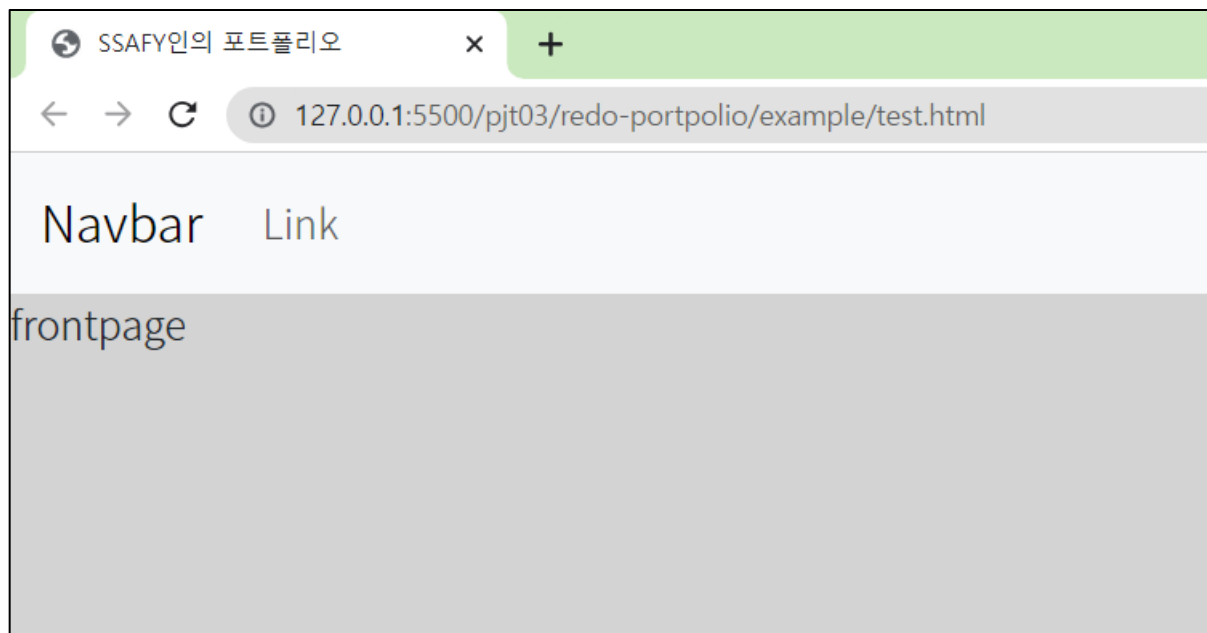 SSAFY인의 포트폴리오
127.0.0.1:5500/pjt03/redo-portpolio/example/test.html
Navbar Link
frontpage